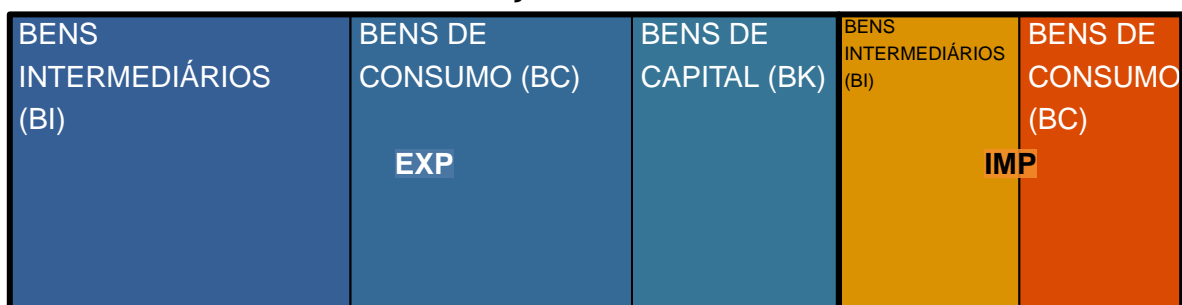 BENS
INTERMEDIÁRIOS
(BI)
BENS DE
CONSUMO (BC)
BENS DE
CAPITAL (BK)
BENS
INTERMEDIÁRIOS
(BI)
BENS DE
CONSUMO
(BC)
EXP
IMP